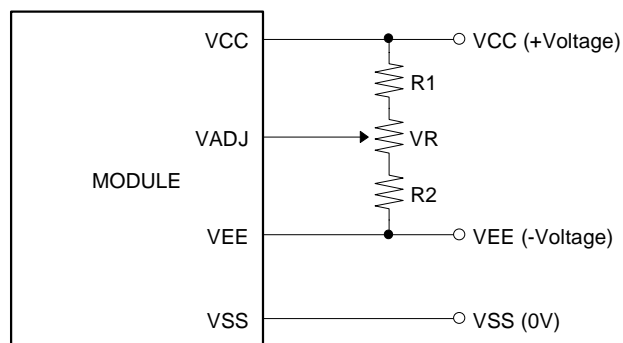 VCC
VCC (+Voltage)
R1
VADJ
VR
MODULE
R2
VEE
VEE (-Voltage)
VSS
VSS (0V)